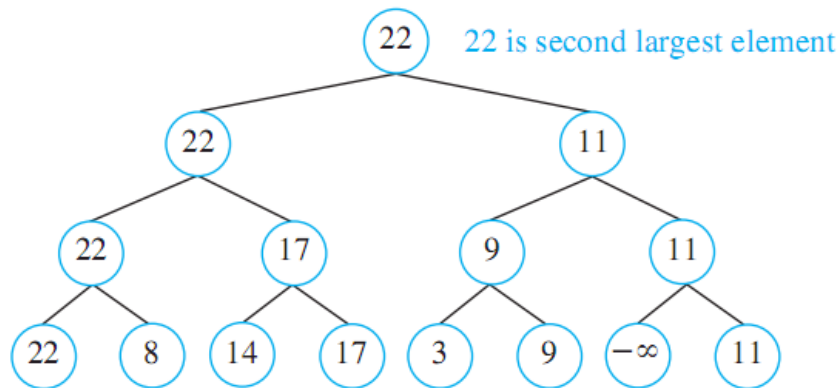 22 22 is second largest element
22 11
22 17 9 11
22 8 14 17 3 9 −∞ 11